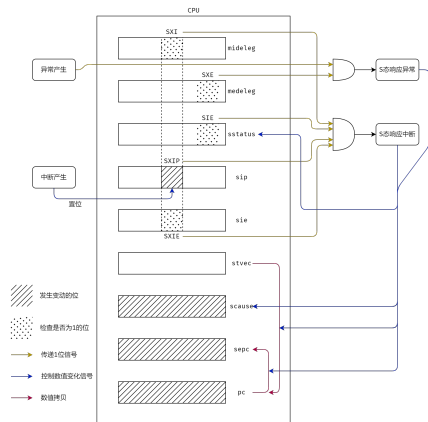 CPU
SXI
mideleg
异常产生
S态响应异常
SXE
medeleg
SIE
sstatus
S态响应中断
SXIP
中断产生
sip
置位
sie
SXIE
stvec
发生变动的位
scause
检查是否为1的位
sepc
传递1位信号
控制数值变化信号
pc
数值拷贝